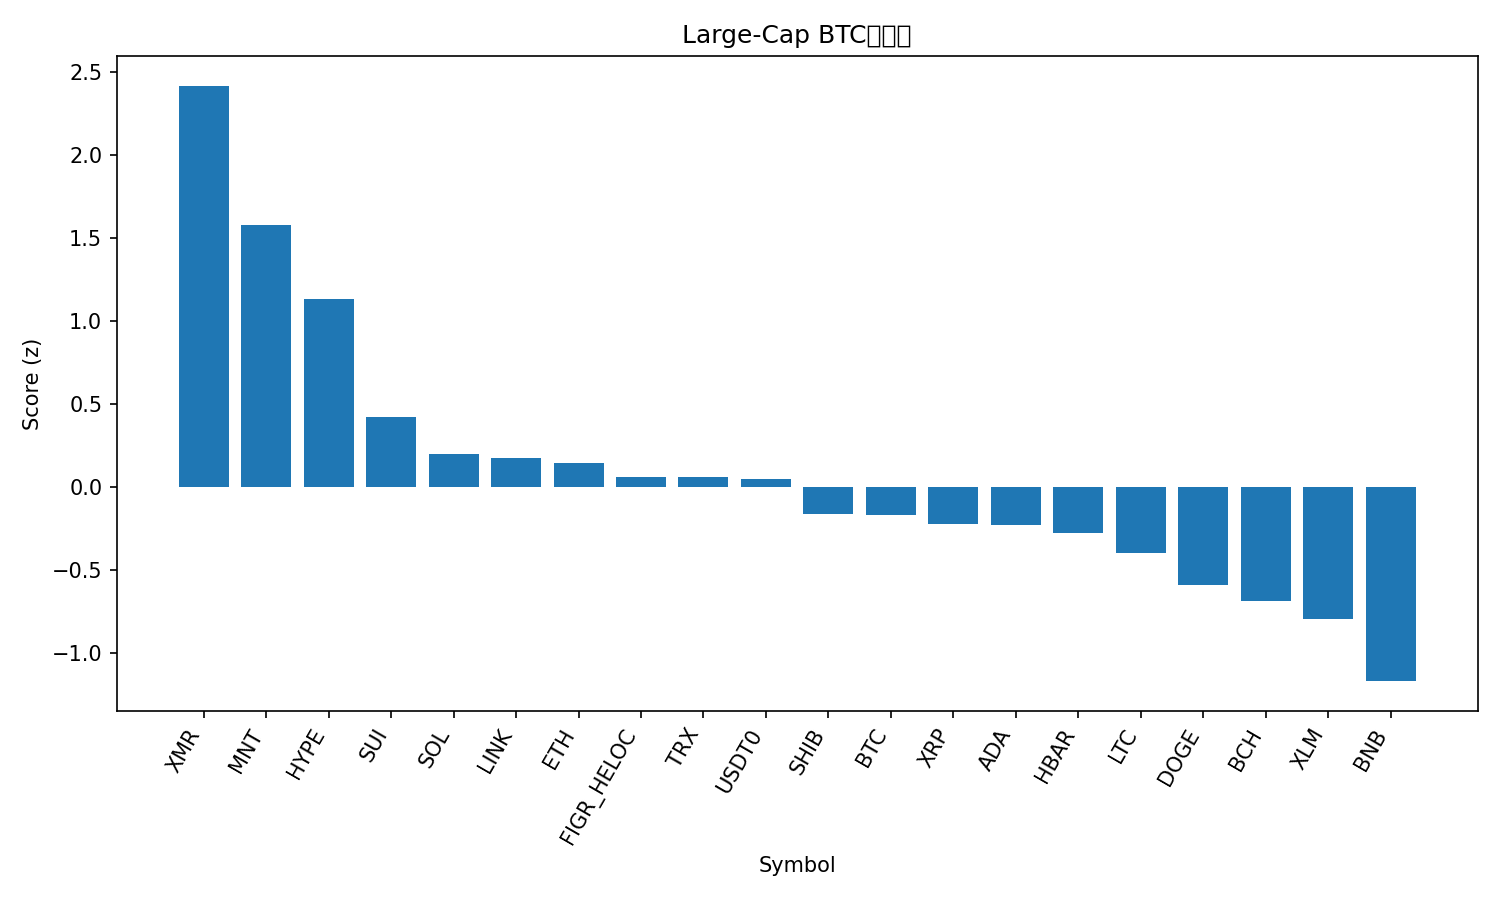 Large-Cap BTC□□□
2.5
2.0
1.5
1.0
0.5
0.0
−0.5
−1.0
Score (z)
XMR
MNT
HYPE
SUI
SOL
LINK
ETH
FIGR_HELOC
TRX
USDT0
SHIB
BTC
XRP
ADA
HBAR
LTC
DOGE
BCH
XLM
BNB
Symbol